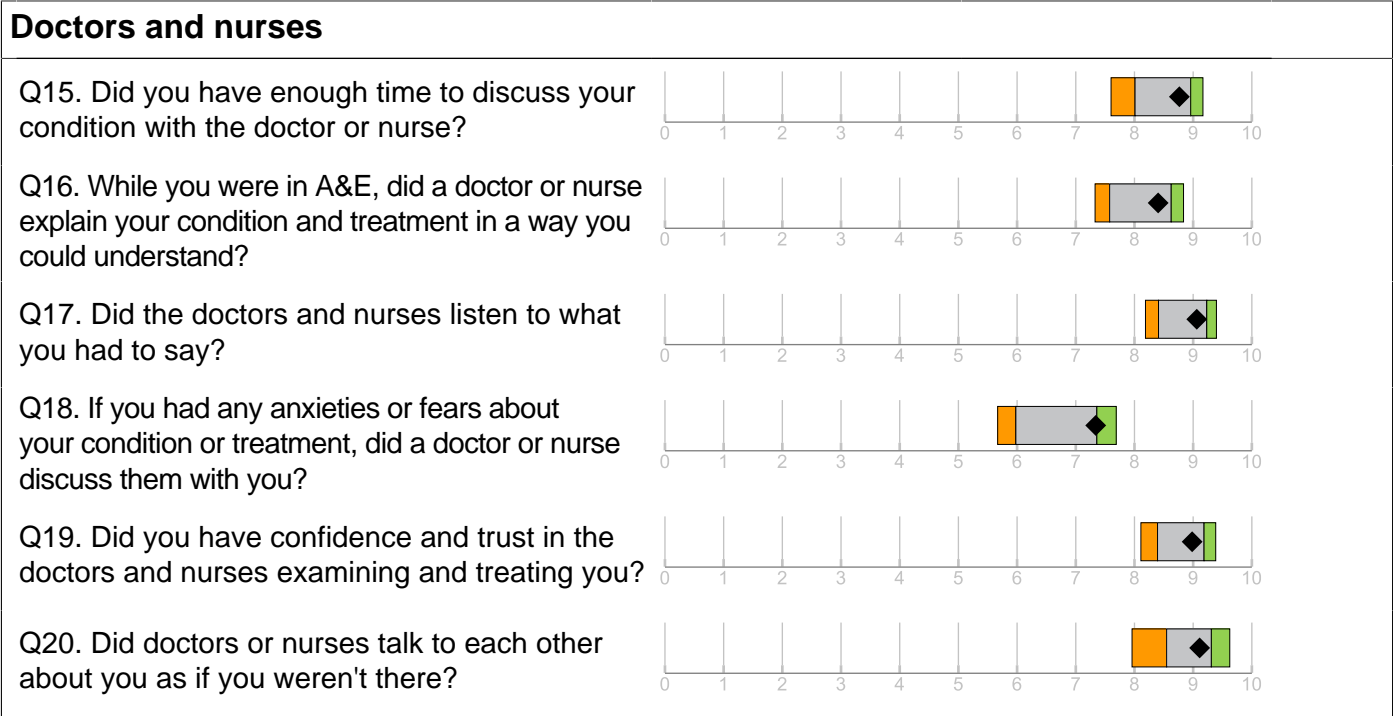 Doctors and nurses
Q15. Did you have enough time to discuss your
condition with the doctor or nurse?
0 1 2 3 4 5 6 7 8 9 10
Q16. While you were in A&E, did a doctor or nurse
explain your condition and treatment in a way you
could understand?
0 1 2 3 4 5 6 7 8 9 10
Q17. Did the doctors and nurses listen to what
you had to say?
0 1 2 3 4 5 6 7 8 9 10
Q18. If you had any anxieties or fears about
your condition or treatment, did a doctor or nurse
discuss them with you?
0 1 2 3 4 5 6 7 8 9 10
Q19. Did you have confidence and trust in the
doctors and nurses examining and treating you?
0 1 2 3 4 5 6 7 8 9 10
Q20. Did doctors or nurses talk to each other
about you as if you weren't there?
0 1 2 3 4 5 6 7 8 9 10